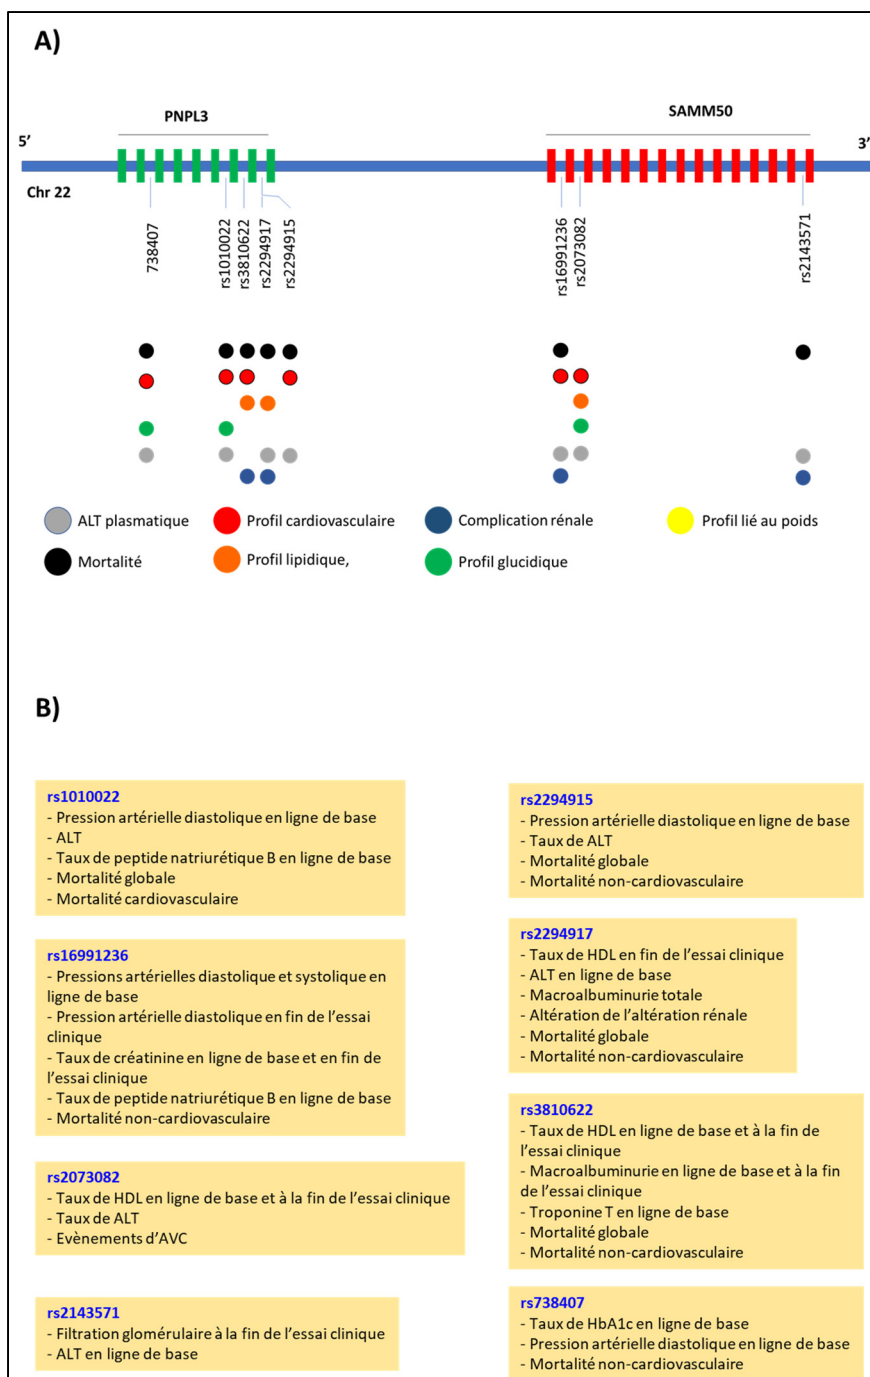 A)
PNPL3
SAMM50
5’
3’
Chr 22
738407
rs1010022
rs3810622
rs2294917
rs2294915
rs16991236
rs2073082
rs2143571
ALT plasmatique
Profil cardiovasculaire
Complication rénale
Profil lié au poids
Mortalité
Profil lipidique,
Profil glucidique
B)
rs1010022
- Pression artérielle diastolique en ligne de base
- ALT
- Taux de peptide natriurétique B en ligne de base
- Mortalité globale
- Mortalité cardiovasculaire
rs16991236
- Pressions artérielles diastolique et systolique en
ligne de base
- Pression artérielle diastolique en fin de l’essai
clinique
- Taux de créatinine en ligne de base et en fin de
l’essai clinique
- Taux de peptide natriurétique B en ligne de base
- Mortalité non-cardiovasculaire
rs2073082
- Taux de HDL en ligne de base et à la fin de l’essai clinique
- Taux de ALT
- Evènements d’AVC
rs2143571
- Filtration glomérulaire à la fin de l’essai clinique
- ALT en ligne de base
rs2294915
- Pression artérielle diastolique en ligne de base
- Taux de ALT
- Mortalité globale
- Mortalité non-cardiovasculaire
rs2294917
- Taux de HDL en fin de l’essai clinique
- ALT en ligne de base
- Macroalbuminurie totale
- Altération de l’altération rénale
- Mortalité globale
- Mortalité non-cardiovasculaire
rs3810622
- Taux de HDL en ligne de base et à la fin de
l’essai clinique
- Macroalbuminurie en ligne de base et à la fin
de l’essai clinique
- Troponine T en ligne de base
- Mortalité globale
- Mortalité non-cardiovasculaire
rs738407
- Taux de HbA1c en ligne de base
- Pression artérielle diastolique en ligne de base
- Mortalité non-cardiovasculaire